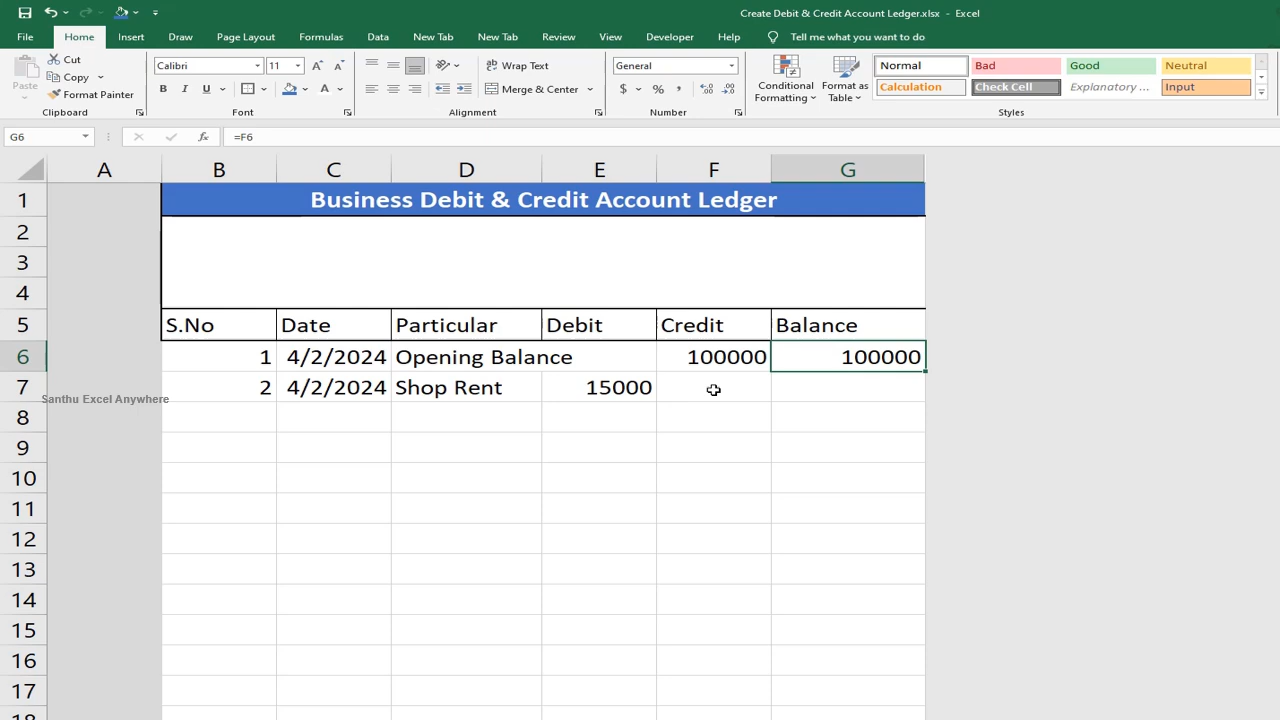 Create Debit & Credit Account Ledger.xlsx - Excel
File Home Insert Draw Page Layout Formulas Data New Tab New Tab Review View Developer Help Tell me what you want to do
Paste
Cut
Copy
Format Painter
Clipboard
Calibri 11
B I U
Font
Wrap Text
Merge & Center
Alignment
General
$ % ,
Number
Conditional Formatting
Format as Table
Normal Bad Good Neutral
Calculation Check Cell Explanatory ... Input
Styles
G6 fx =F6
A B C D E F G
1 Business Debit & Credit Account Ledger
2
3
4
5 S.No Date Particular Debit Credit Balance
6 1 4/2/2024 Opening Balance 100000 100000
7 2 4/2/2024 Shop Rent 15000
Santhu Excel Anywhere
8
9
10
11
12
13
14
15
16
17
18